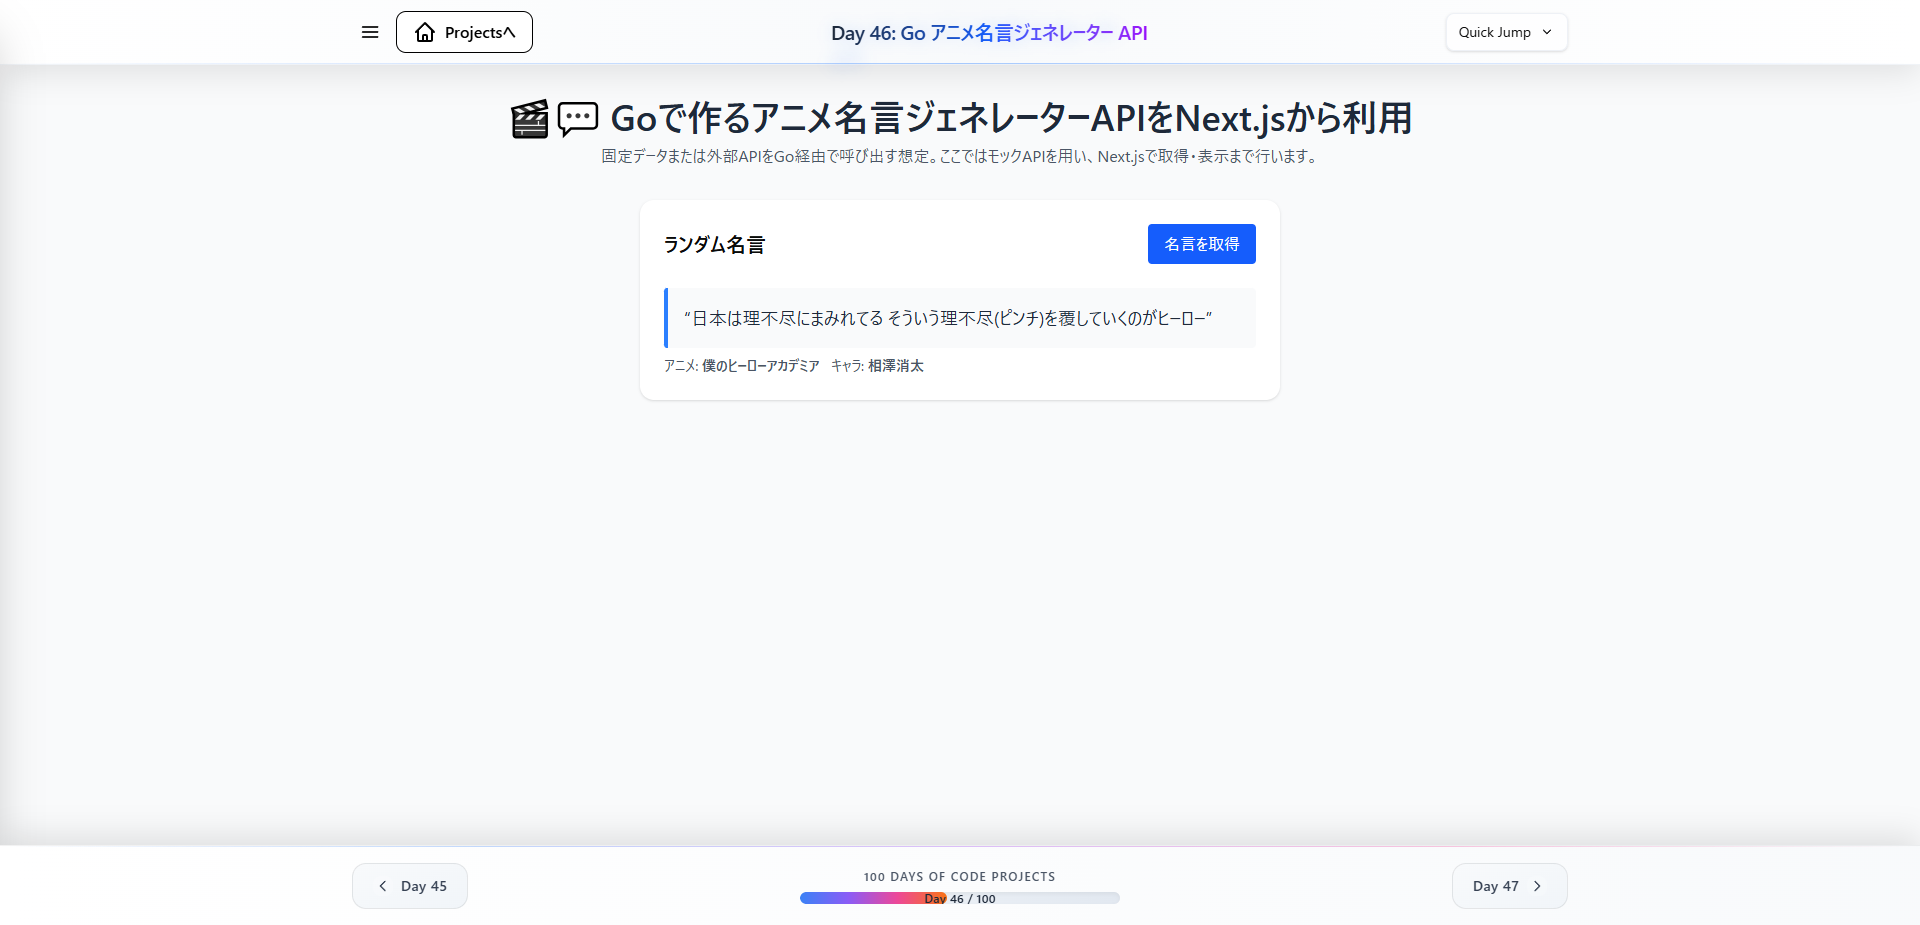 Projectsへ
Day 46: Go アニメ名言ジェネレーター API
Quick Jump
🎬💬 Goで作るアニメ名言ジェネレーターAPIをNext.jsから利用
固定データまたは外部APIをGo経由で呼び出す想定。ここではモックAPIを用い、Next.jsで取得・表示まで行います。
ランダム名言
名言を取得
“日本は理不尽にまみれてる そういう理不尽(ピンチ)を覆していくのがヒーロー”
アニメ: 僕のヒーローアカデミア キャラ: 相澤消太
Day 45
100 DAYS OF CODE PROJECTS
Day 46 / 100
Day 47